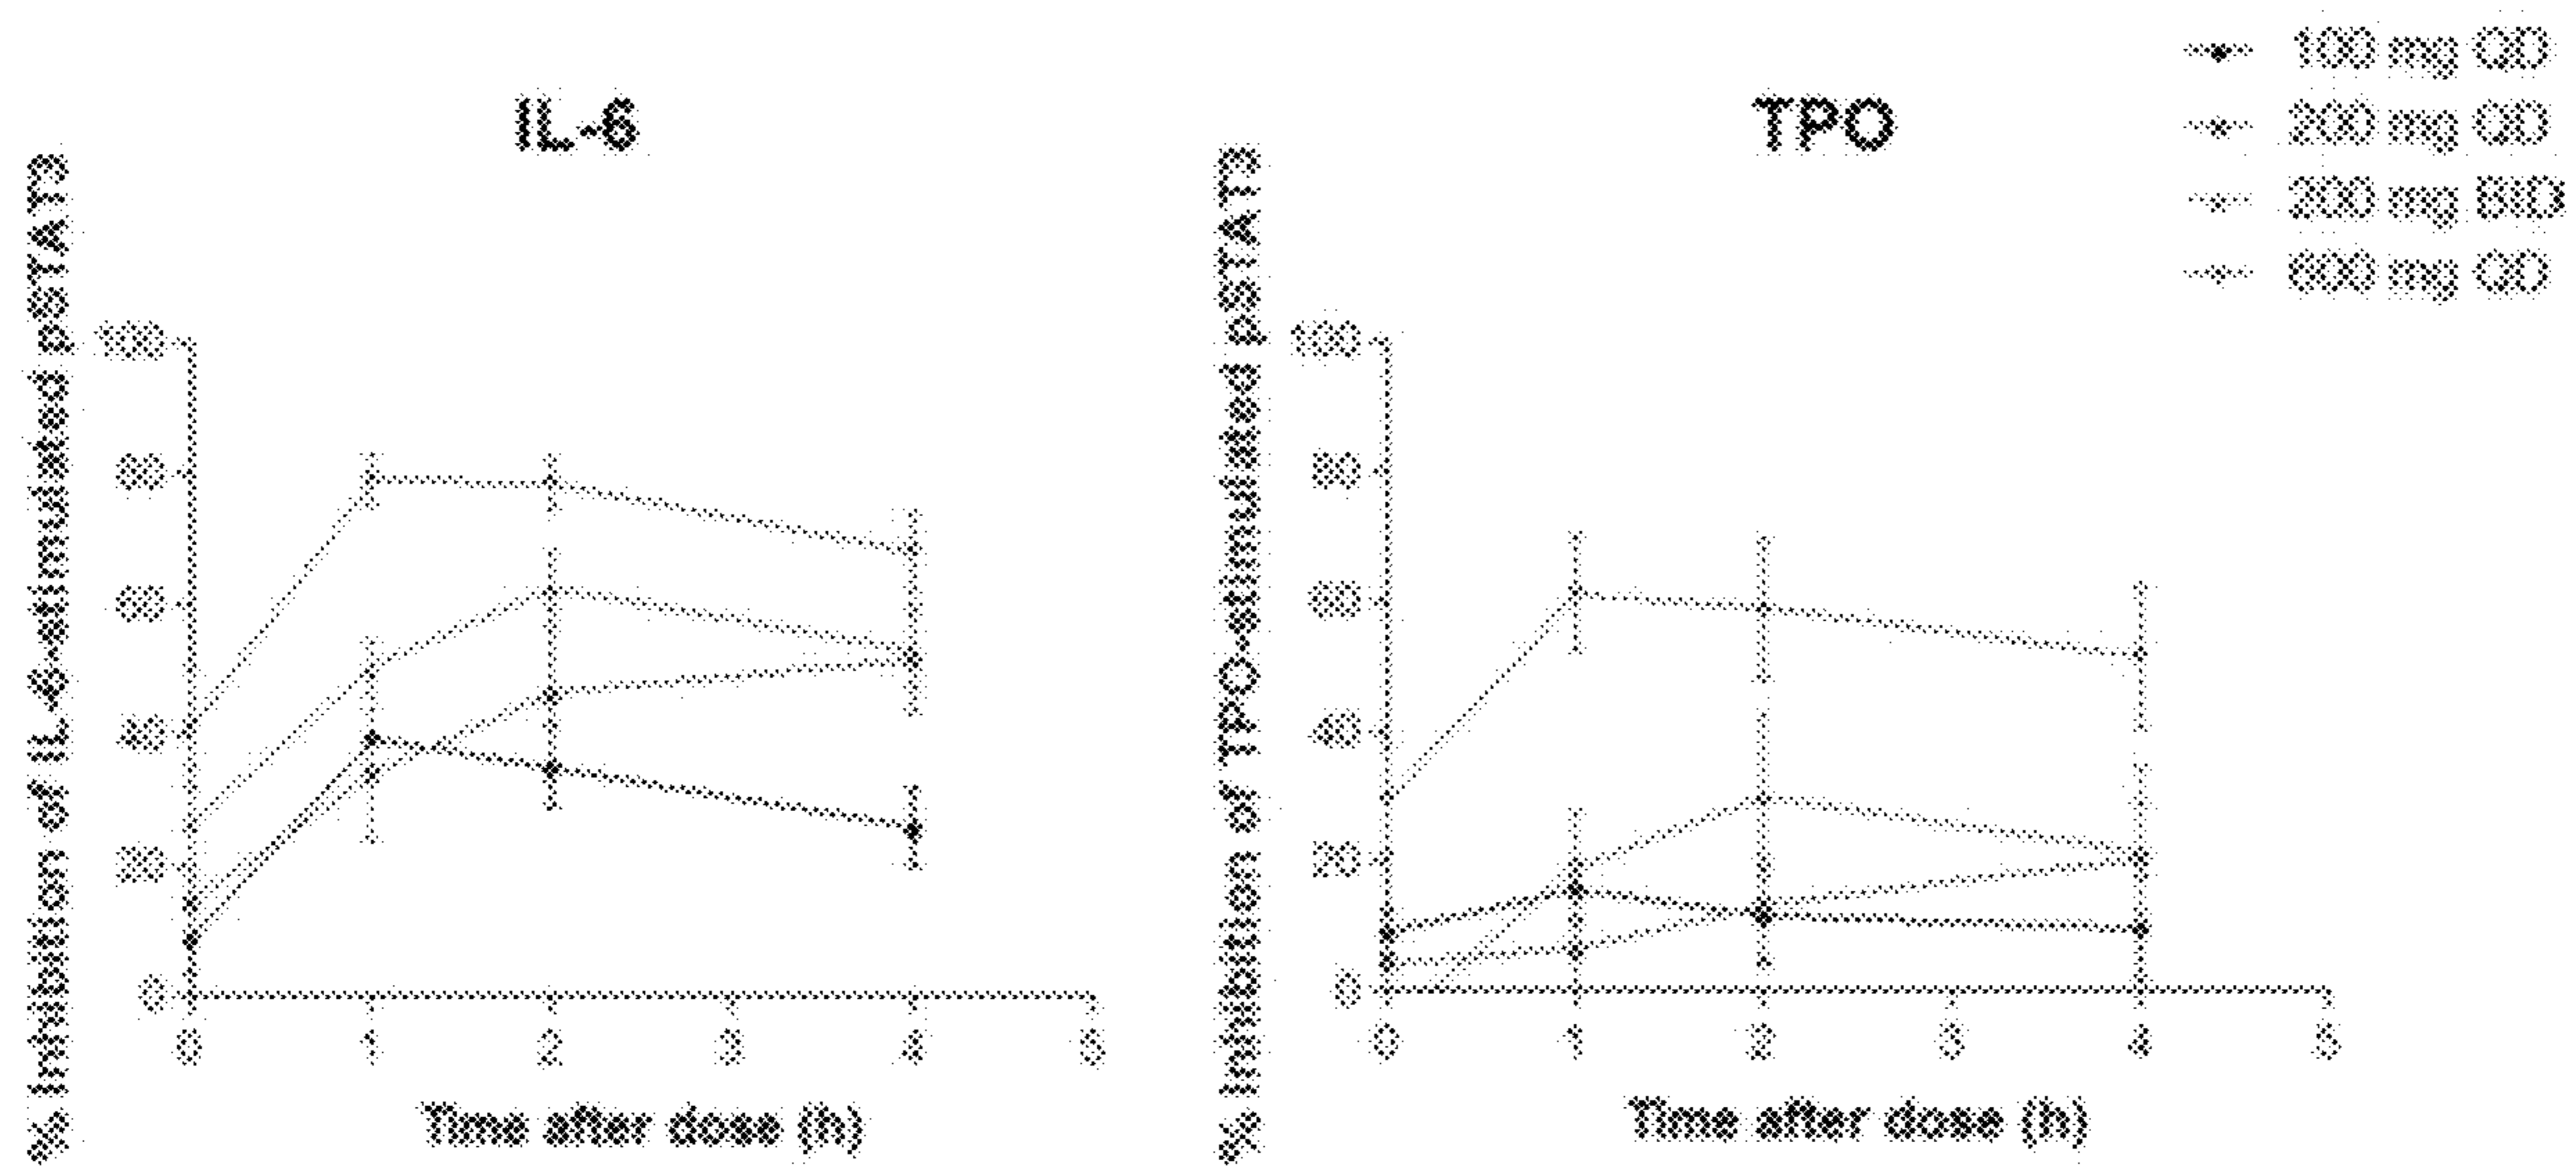 IL-6
TPO
100 mg QD
200 mg QD
200 mg BID
600 mg QD
% Inhibition of IL-6-stimulated pSTAT3
100
80
60
40
20
0
0 1 2 3 4 5
Time after dose (h)
% Inhibition of TPO-stimulated pSTAT3
100
80
60
40
20
0
0 1 2 3 4 5
Time after dose (h)